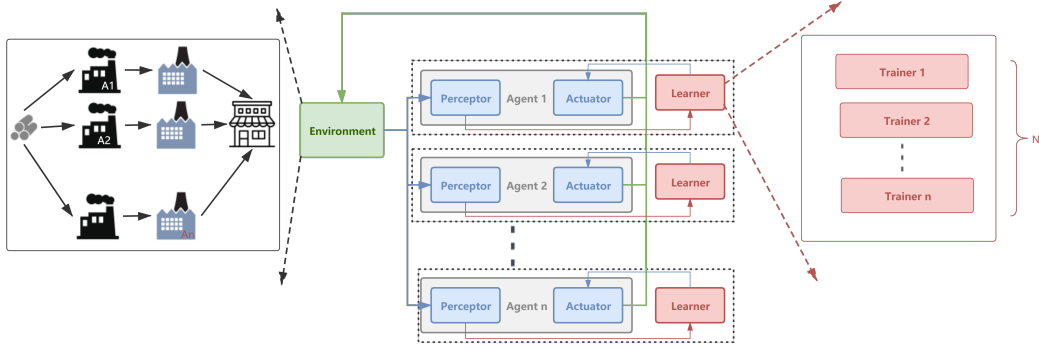 A1
A2
An
Environment
Perceptor
Agent 1
Actuator
Learner
Perceptor
Agent 2
Actuator
Learner
Perceptor
Agent n
Actuator
Learner
Trainer 1
Trainer 2
Trainer n
N